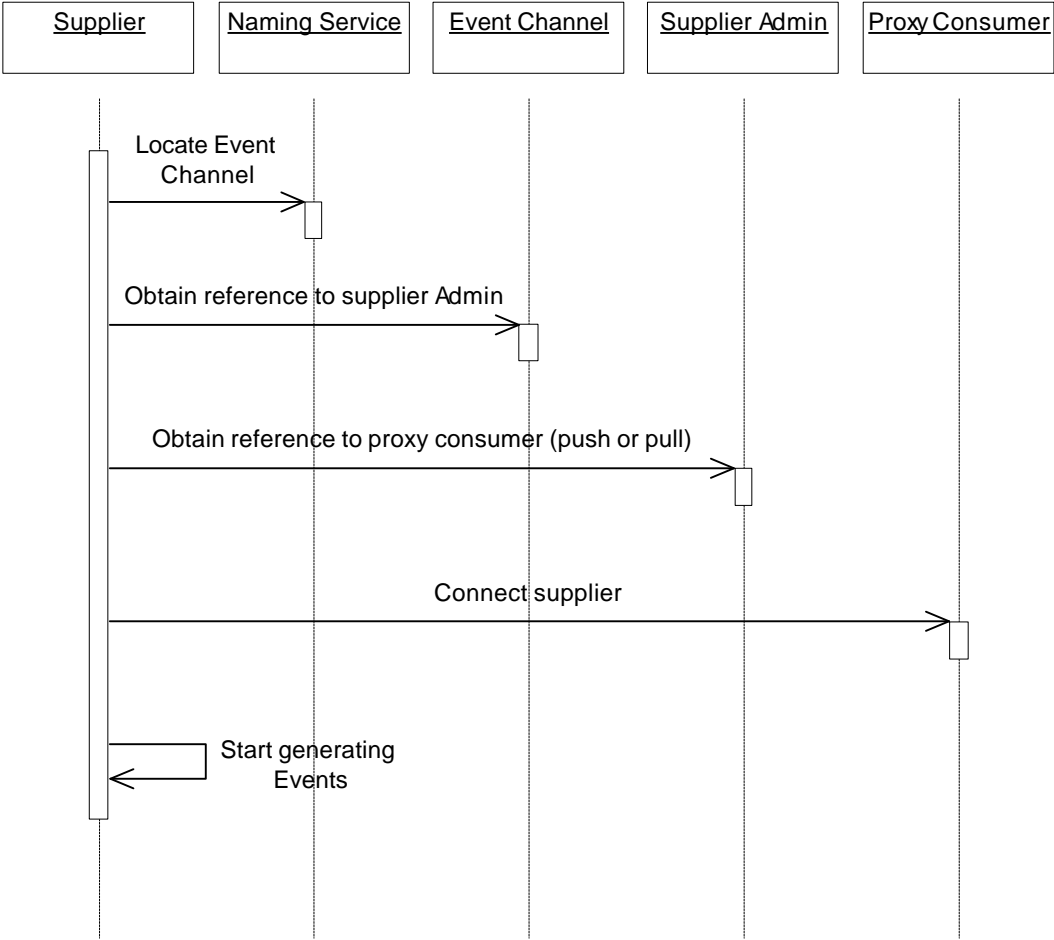 Supplier
Naming Service
Event Channel
Supplier Admin
Proxy Consumer
Locate Event
Channel
Obtain reference to supplier Admin
Obtain reference to proxy consumer (push or pull)
Connect supplier
Start generating
Events